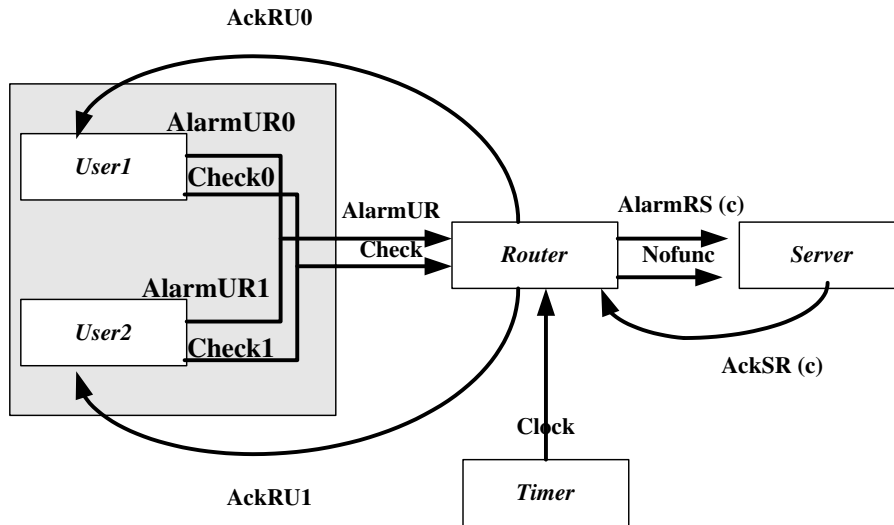 AckRU0
AlarmUR0
User1
Check0
AlarmUR
AlarmRS (c)
Check
Router
Nofunc
Server
AlarmUR1
User2
Check1
AckSR (c)
Clock
AckRU1
Timer